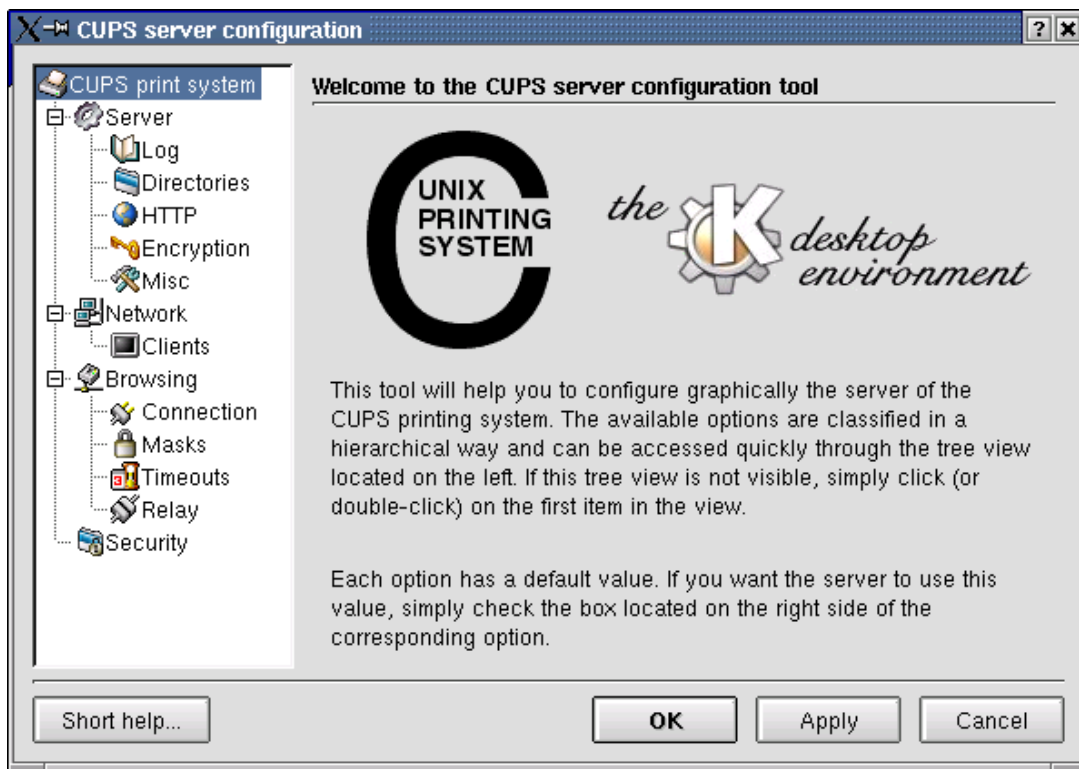 CUPS server configuration
CUPS print system
Server
Log
Directories
HTTP
Encryption
Misc
Network
Clients
Browsing
Connection
Masks
Timeouts
Relay
Security
Welcome to the CUPS server configuration tool
C UNIX
PRINTING
SYSTEM
the K desktop
environment
This tool will help you to configure graphically the server of the
CUPS printing system. The available options are classified in a
hierarchical way and can be accessed quickly through the tree view
located on the left. If this tree view is not visible, simply click (or
double-click) on the first item in the view.
Each option has a default value. If you want the server to use this
value, simply check the box located on the right side of the
corresponding option.
Short help...
OK
Apply
Cancel